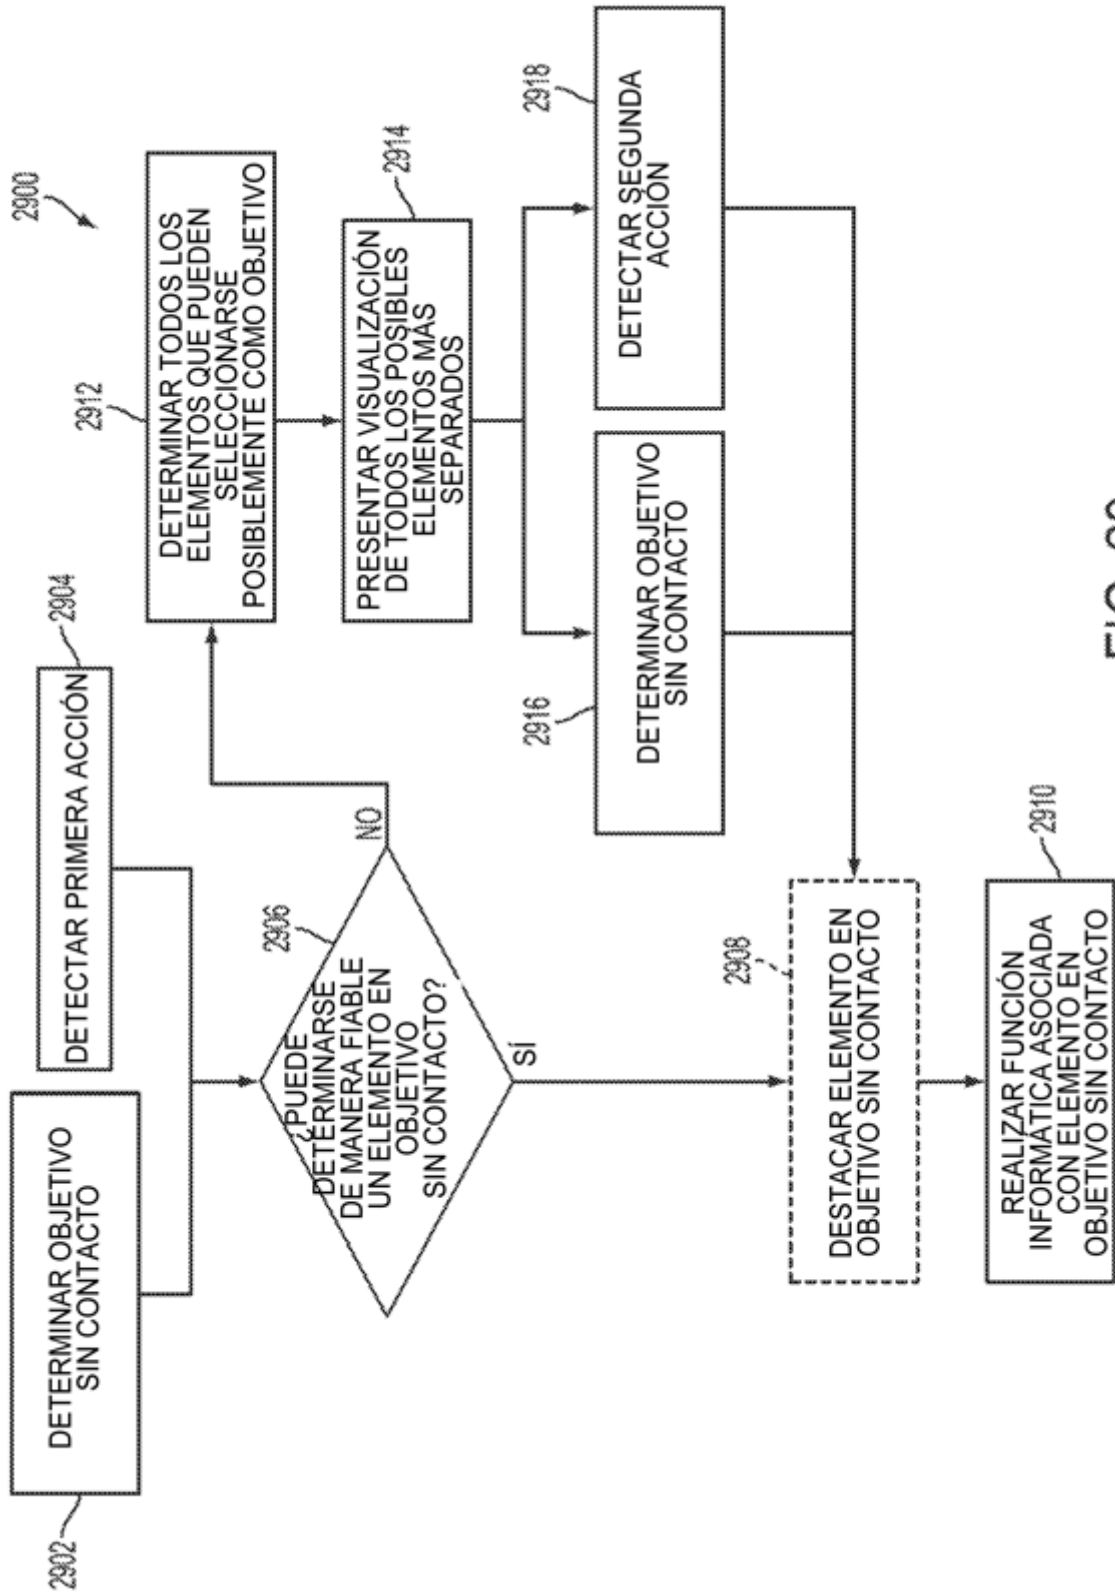 2900
2902
DETERMINAR OBJETIVO
SIN CONTACTO
2904
DETECTAR PRIMERA ACCIÓN
2906
¿PUEDE
DETERMINARSE
DE MANERA FIABLE
UN ELEMENTO EN
OBJETIVO
SIN CONTACTO?
NO
SÍ
2912
DETERMINAR TODOS LOS
ELEMENTOS QUE PUEDEN
SELECCIONARSE
POSIBLEMENTE COMO OBJETIVO
2914
PRESENTAR VISUALIZACIÓN
DE TODOS LOS POSIBLES
ELEMENTOS MÁS
SEPARADOS
2916
DETERMINAR OBJETIVO
SIN CONTACTO
2918
DETECTAR SEGUNDA
ACCIÓN
2908
DESTACAR ELEMENTO EN
OBJETIVO SIN CONTACTO
2910
REALIZAR FUNCIÓN
INFORMÁTICA ASOCIADA
CON ELEMENTO EN
OBJETIVO SIN CONTACTO